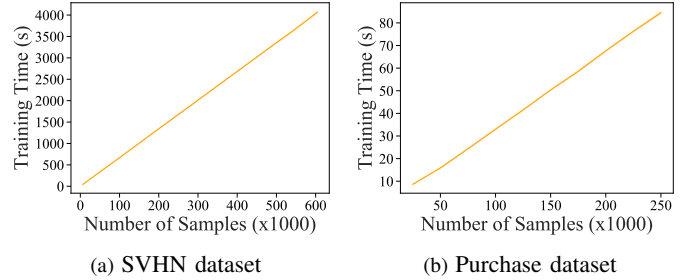 4000
3500
3000
2500
2000
1500
1000
500
0
Training Time (s)
0 100 200 300 400 500 600
Number of Samples (x1000)
(a) SVHN dataset
80
70
60
50
40
30
20
10
Training Time (s)
50 100 150 200 250
Number of Samples (x1000)
(b) Purchase dataset